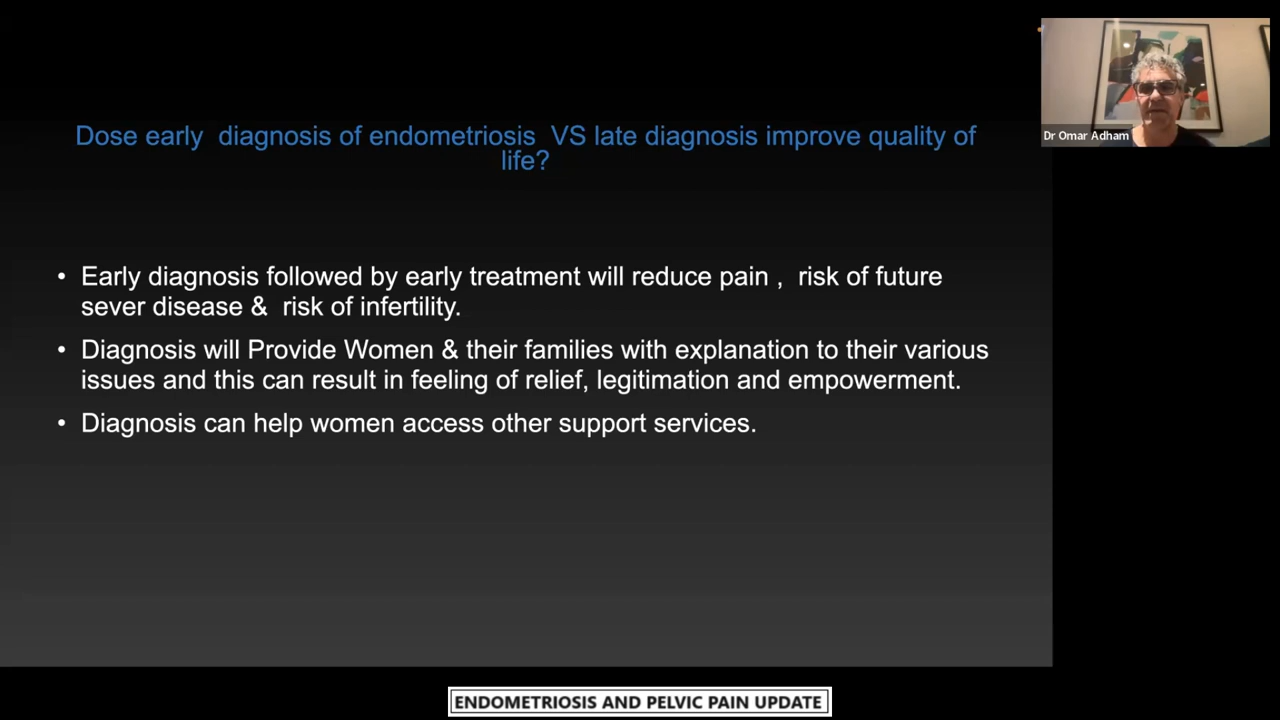 Dose early diagnosis of endometriosis VS late diagnosis improve quality of
life?
Dr Omar Adham
• Early diagnosis followed by early treatment will reduce pain , risk of future
sever disease & risk of infertility.
• Diagnosis will Provide Women & their families with explanation to their various
issues and this can result in feeling of relief, legitimation and empowerment.
• Diagnosis can help women access other support services.
ENDOMETRIOSIS AND PELVIC PAIN UPDATE